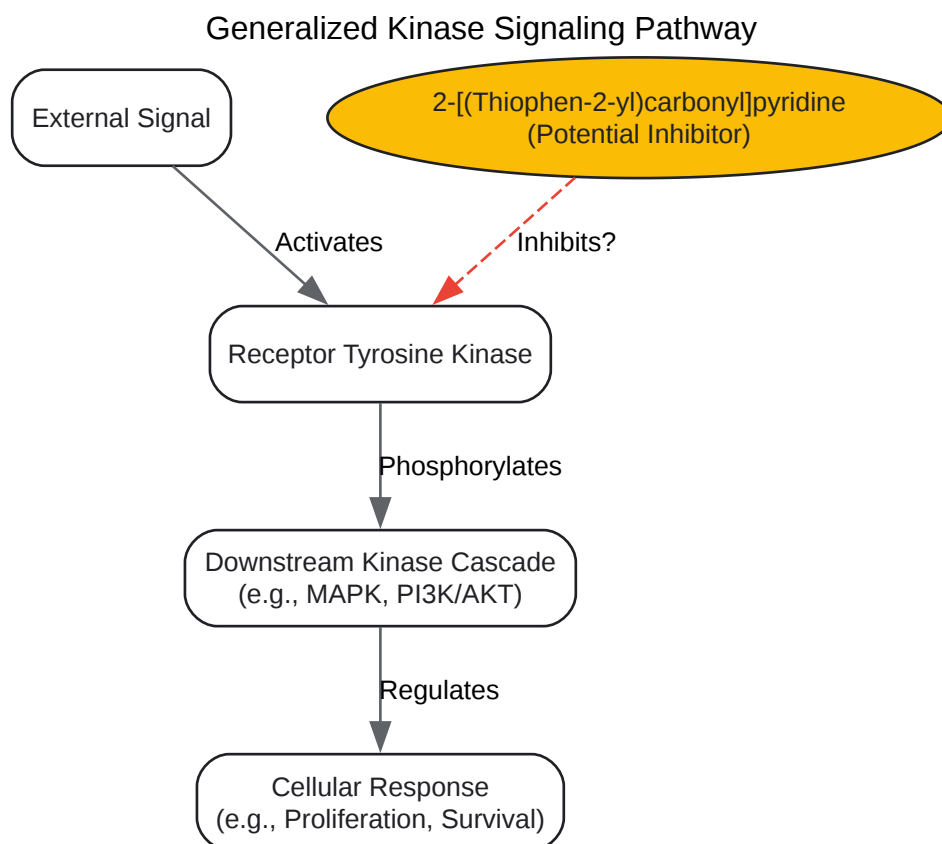 Generalized Kinase Signaling Pathway
External Signal
2-[(Thiophen-2-yl)carbonyl]pyridine
(Potential Inhibitor)
Activates
Inhibits?
Receptor Tyrosine Kinase
Phosphorylates
Downstream Kinase Cascade
(e.g., MAPK, PI3K/AKT)
Regulates
Cellular Response
(e.g., Proliferation, Survival)